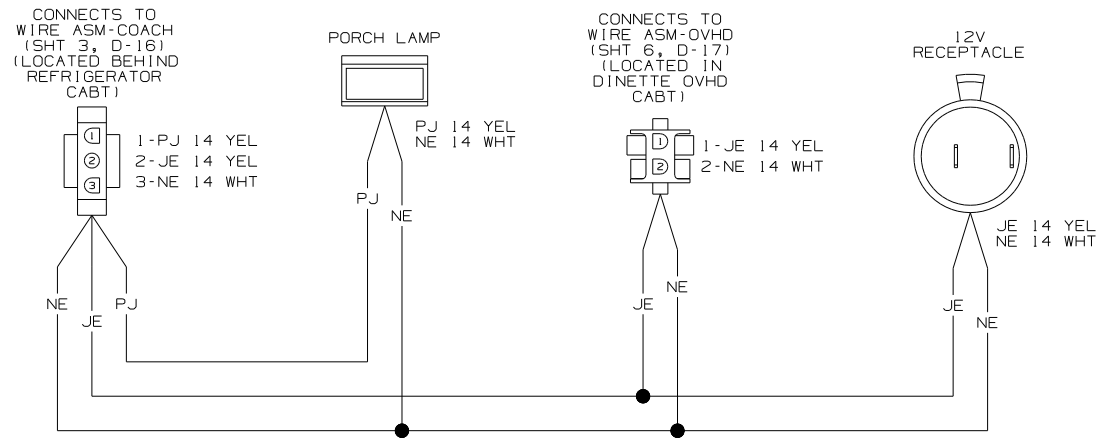 CONNECTS TO
WIRE ASM-COACH
(SHT 3, D-16)
(LOCATED BEHIND
REFRIGERATOR
CABT)
1
2
3
1-PJ 14 YEL
2-JE 14 YEL
3-NE 14 WHT
NE
JE
PJ
PORCH LAMP
PJ 14 YEL
NE 14 WHT
PJ
NE
CONNECTS TO
WIRE ASM-OVHD
(SHT 6, D-17)
(LOCATED IN
DINETTE OVHD
CABT)
1
2
1-JE 14 YEL
2-NE 14 WHT
JE
NE
12V
RECEPTACLE
JE 14 YEL
NE 14 WHT
JE
NE